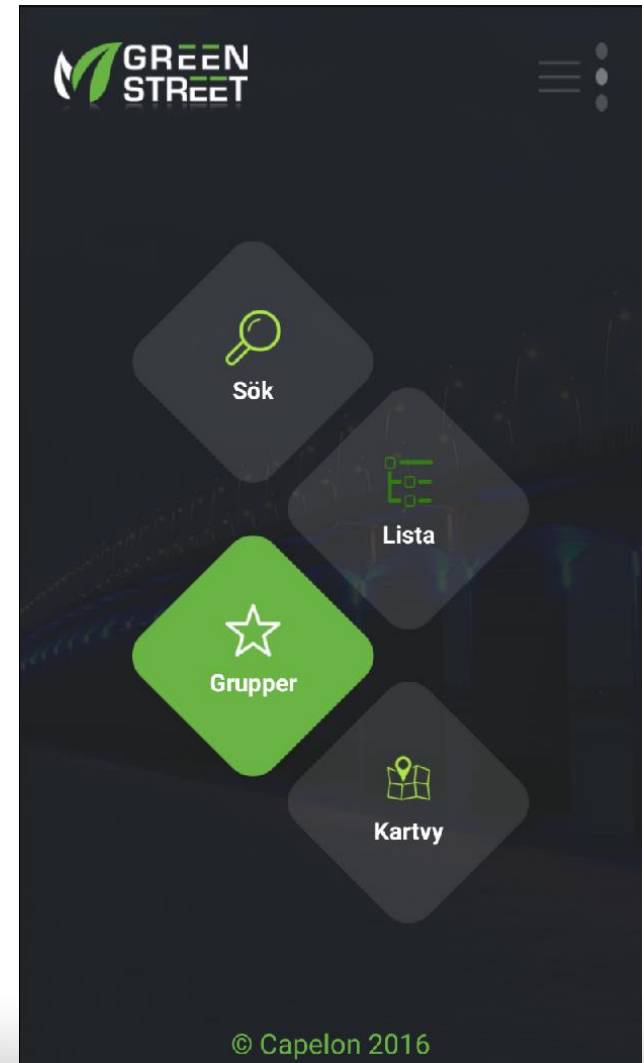 GREEN
STREET
Sök
Lista
Grupper
Kartvy
© Capelon 2016